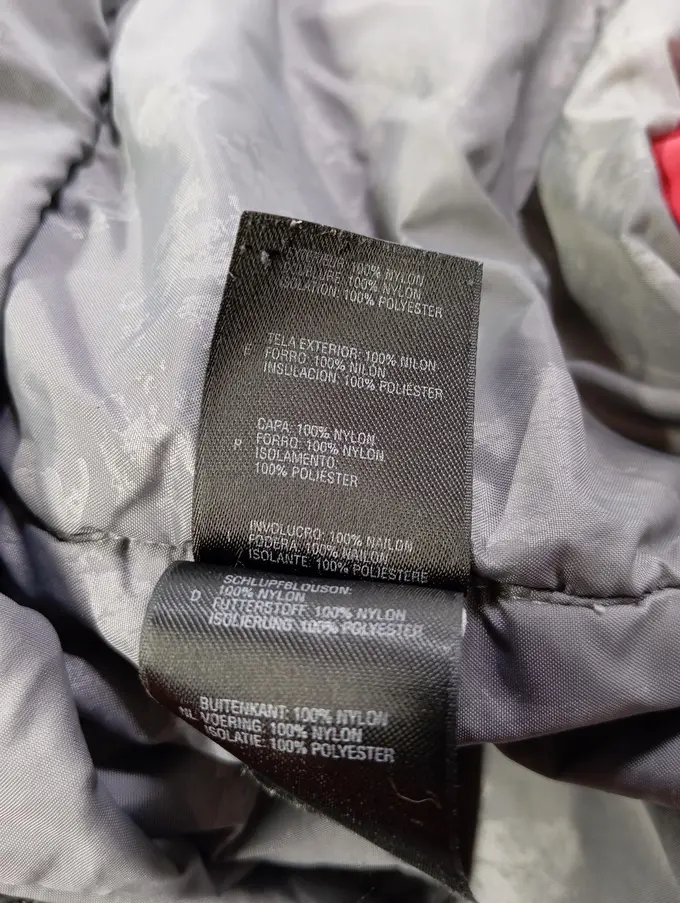 100% NYLON
DOUBLURE: 100% NYLON
ISOLATION: 100% POLYESTER
E
TELA EXTERIOR: 100% NILON
FORRO: 100% NILON
INSULACION: 100% POLIÉSTER
CAPA: 100% NYLON
P FORRO: 100% NYLON
ISOLAMENTO:
100% POLIÉSTER
INVOLUCRO: 100% NAILON
FODERA: 100% NAILON
ISOLANTE: 100% POLIESTERE
SCHLUPFBLOUSON:
D 100% NYLON
FUTTERSTOFF: 100% NYLON
ISOLIERUNG: 100% POLYESTER
BUITENKANT: 100% NYLON
NL VOERING: 100% NYLON
ISOLATIE: 100% POLYESTER